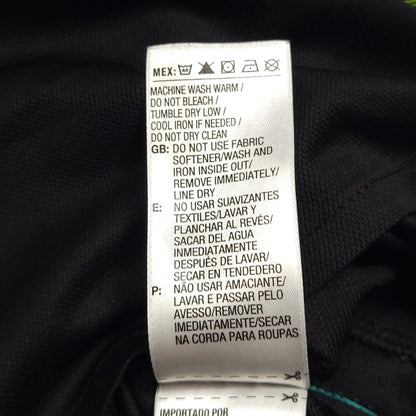 MEX:
MACHINE WASH WARM/
DO NOT BLEACH/
TUMBLE DRY LOW/
COOL IRON IF NEEDED/
DO NOT DRY CLEAN
GB: DO NOT USE FABRIC
SOFTENER/WASH AND
IRON INSIDE OUT/
REMOVE IMMEDIATELY/
LINE DRY
E: NO USAR SUAVIZANTES
TEXTILES/LAVAR Y
PLANCHAR AL REVÉS/
SACAR DEL AGUA
INMEDIATAMENTE
DESPUÉS DE LAVAR/
SECAR EN TENDEDERO
P: NÃO USAR AMACIANTE/
LAVAR E PASSAR PELO
AVESSO/REMOVER
IMEDIATAMENTE/SECAR
NA CORDA PARA ROUPAS
IMPORTADO POR